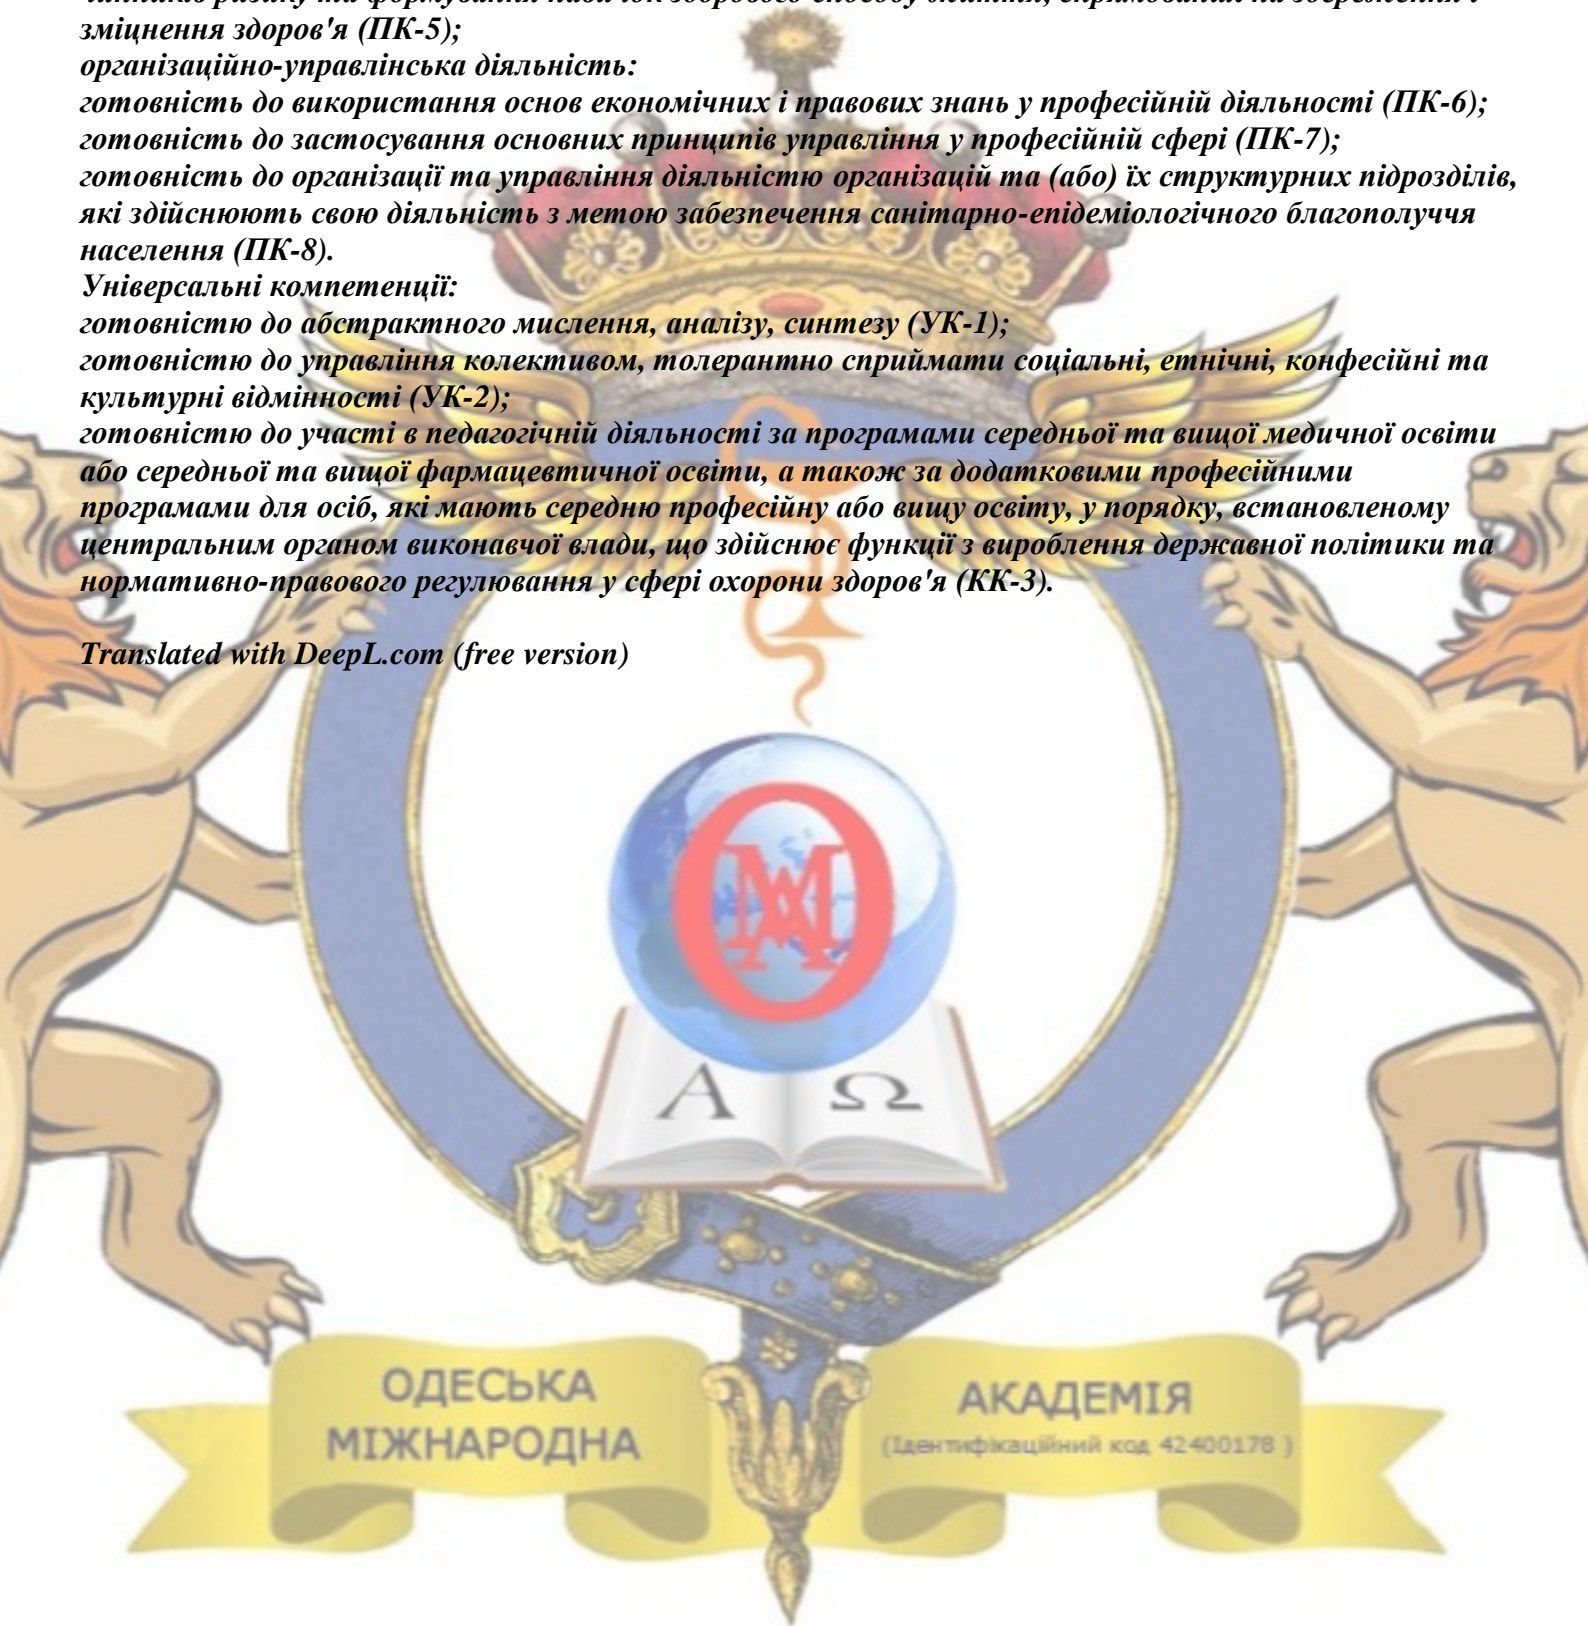 зміцнення здоров'я (ПК-5);
організаційно-управлінська діяльність:
готовність до використання основ економічних і правових знань у професійній діяльності (ПК-6);
готовність до застосування основних принципів управління у професійній сфері (ПК-7);
готовність до організації та управління діяльністю організацій та (або) їх структурних підрозділів,
які здійснюють свою діяльність з метою забезпечення санітарно-епідеміологічного благополуччя
населення (ПК-8).
Універсальні компетенції:
готовністю до абстрактного мислення, аналізу, синтезу (УК-1);
готовністю до управління колективом, толерантно сприймати соціальні, етнічні, конфесійні та
культурні відмінності (УК-2);
готовністю до участі в педагогічній діяльності за програмами середньої та вищої медичної освіти
або середньої та вищої фармацевтичної освіти, а також за додатковими професійними
програмами для осіб, які мають середню професійну або вищу освіту, у порядку, встановленому
центральним органом виконавчої влади, що здійснює функції з вироблення державної політики та
нормативно-правового регулювання у сфері охорони здоров'я (КК-3).
Translated with DeepL.com (free version)
ОМА
Α Ω
ОДЕСЬКА
МІЖНАРОДНА
АКАДЕМІЯ
(Ідентифікаційний код 42400178 )